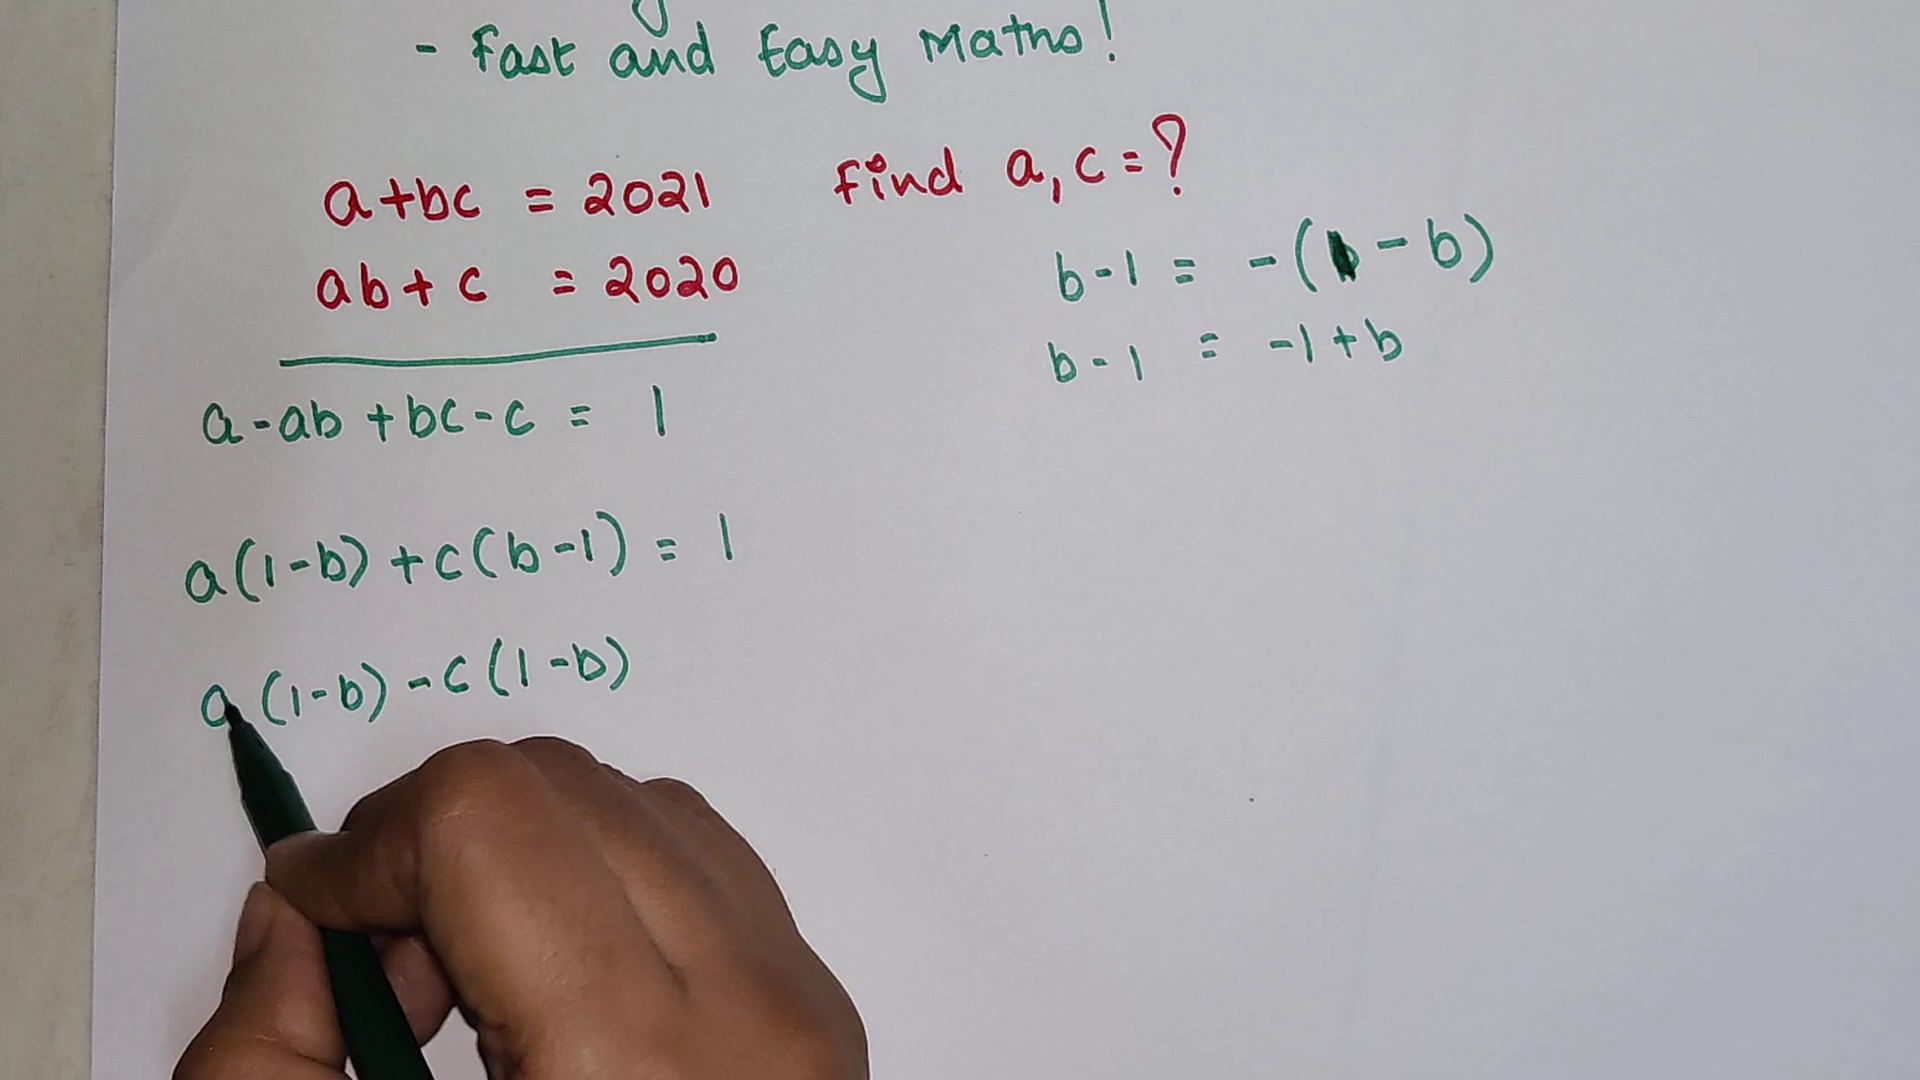 - Fast and Easy Maths!
a+bc = 2021 find a, c = ?
ab + c = 2020
b - 1 = - (1 - b)
b - 1 = -1 + b
a - ab + bc - c = 1
a (1 - b) + c (b - 1) = 1
a (1 - b) - c (1 - b)